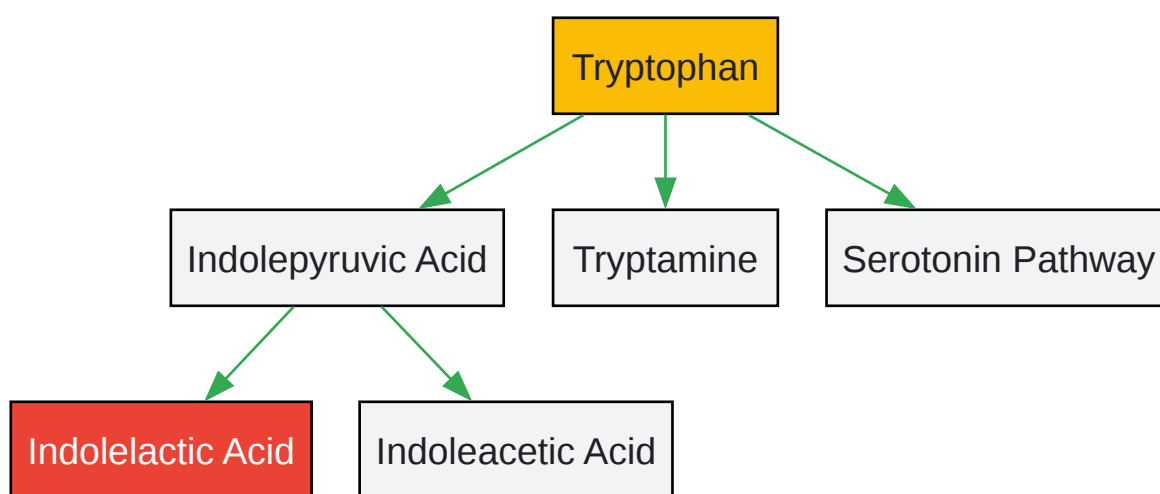 Tryptophan
Indolepyruvic Acid
Tryptamine
Serotonin Pathway
Indolelactic Acid
Indoleacetic Acid